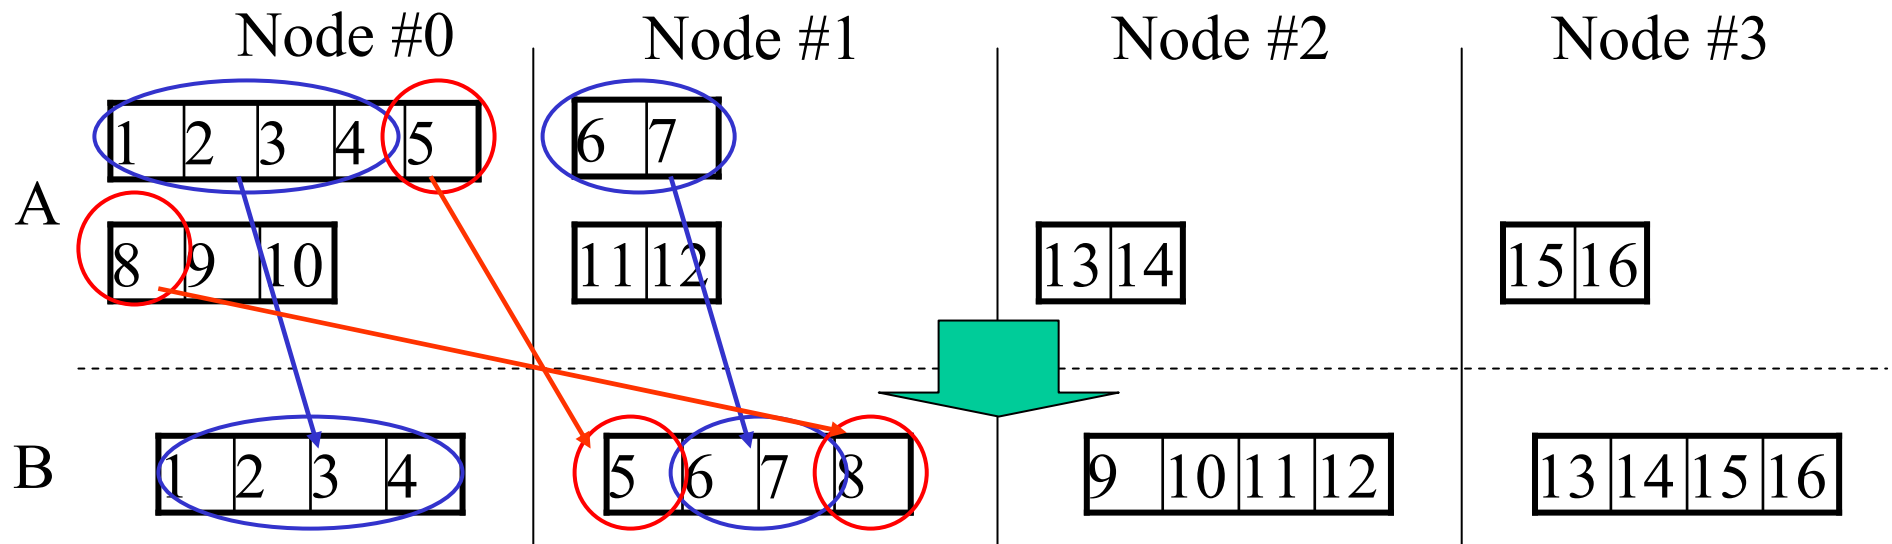 Node #0 Node #1 Node #2 Node #3
1 2 3 4 5 6 7
A
8 9 10 11 12 13 14 15 16
B 1 2 3 4 5 6 7 8 9 10 11 12 13 14 15 16